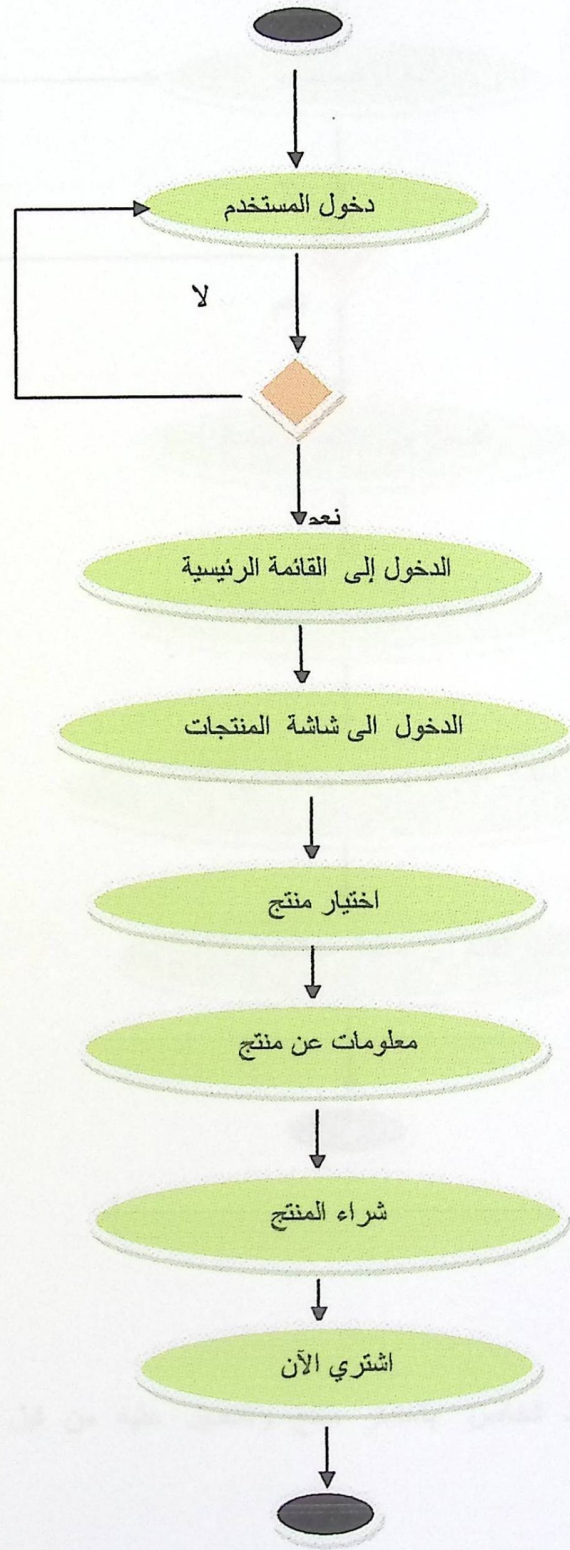 دخول المستخدم
لا
نعم
الدخول إلى القائمة الرئيسية
الدخول الى شاشة المنتجات
اختيار منتج
معلومات عن منتج
شراء المنتج
اشتري الآن